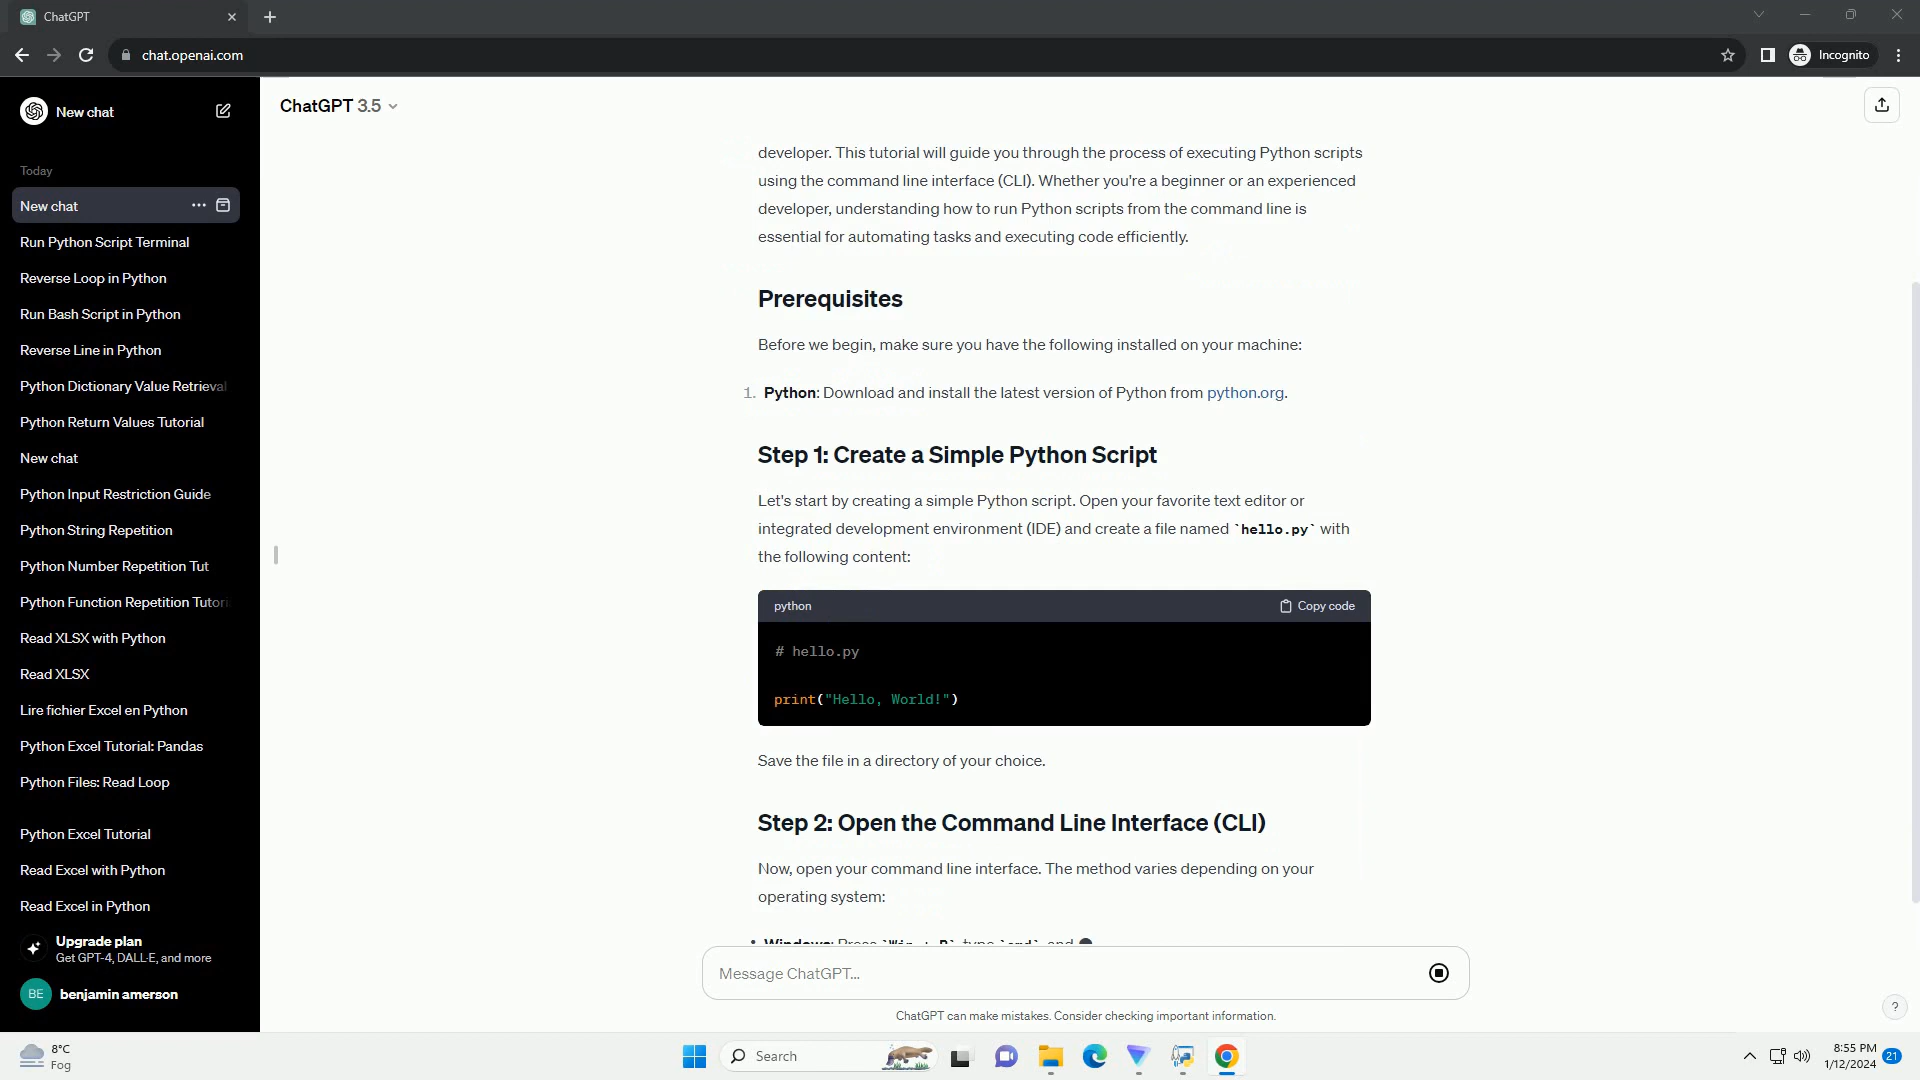 ChatGPT
chat.openai.com
Incognito
New chat
ChatGPT 3.5
Today
New chat
Run Python Script Terminal
Reverse Loop in Python
Run Bash Script in Python
Reverse Line in Python
Python Dictionary Value Retrieval
Python Return Values Tutorial
New chat
Python Input Restriction Guide
Python String Repetition
Python Number Repetition Tut
Python Function Repetition Tutori
Read XLSX with Python
Read XLSX
Lire fichier Excel en Python
Python Excel Tutorial: Pandas
Python Files: Read Loop
Python Excel Tutorial
Read Excel with Python
Read Excel in Python
Upgrade plan
Get GPT-4, DALL·E, and more
BE
benjamin amerson
developer. This tutorial will guide you through the process of executing Python scripts
using the command line interface (CLI). Whether you're a beginner or an experienced
developer, understanding how to run Python scripts from the command line is
essential for automating tasks and executing code efficiently.
Prerequisites
Before we begin, make sure you have the following installed on your machine:
1. Python: Download and install the latest version of Python from python.org.
Step 1: Create a Simple Python Script
Let's start by creating a simple Python script. Open your favorite text editor or
integrated development environment (IDE) and create a file named `hello.py` with
the following content:
python
Copy code
# hello.py
print("Hello, World!")
Save the file in a directory of your choice.
Step 2: Open the Command Line Interface (CLI)
Now, open your command line interface. The method varies depending on your
operating system:
• Windows: Press `Win + R`, type `cmd`, and
Message ChatGPT...
ChatGPT can make mistakes. Consider checking important information.
?
8°C
Fog
Search
8:55 PM
1/12/2024
21